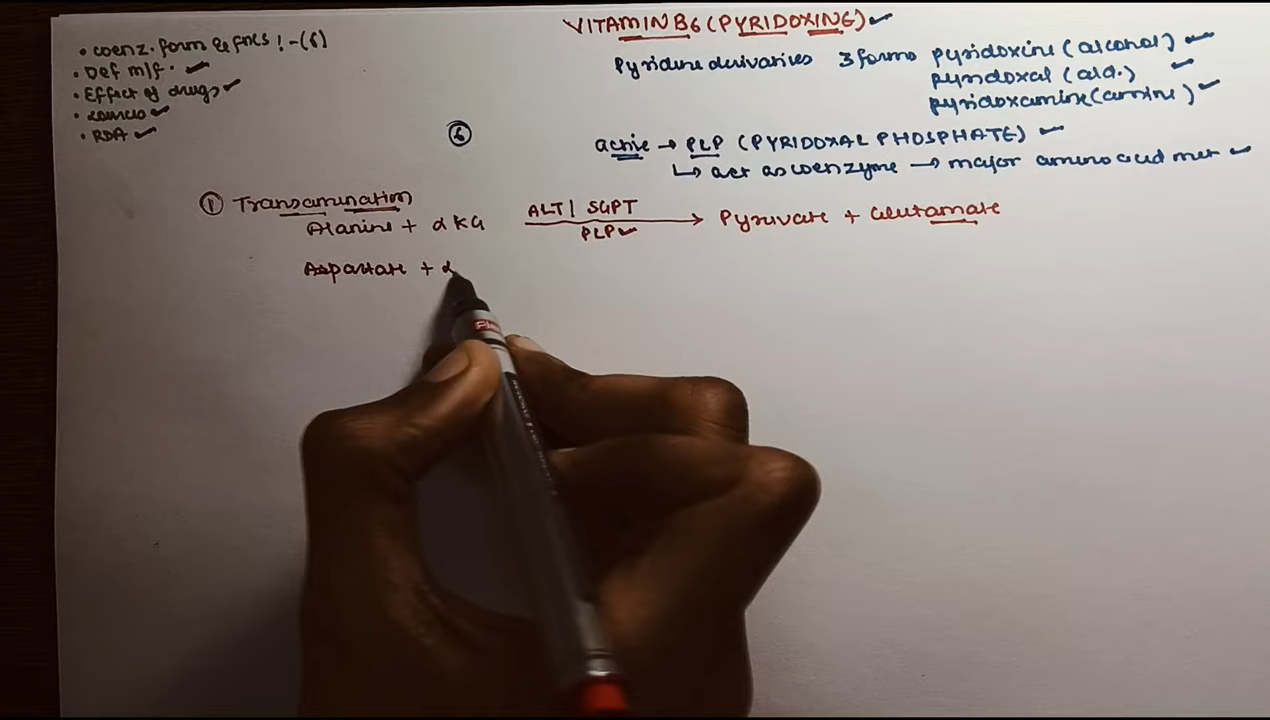 VITAMIN B6 (PYRIDOXINE)
• coenz. form & fncs :- (6)
• Def m/f.
• Effect of drugs
• sources
• RDA
Pyridine derivatives 3 forms pyridoxine (alcohol)
pyridoxal (ald.)
pyridoxamine (amine)
6
active → PLP (PYRIDOXAL PHOSPHATE)
↳ act as coenzyme → major amino acid met
① Transamination
Alanine + αKG ALT | SGPT PLP → Pyruvate + Glutamate
Aspartate + α